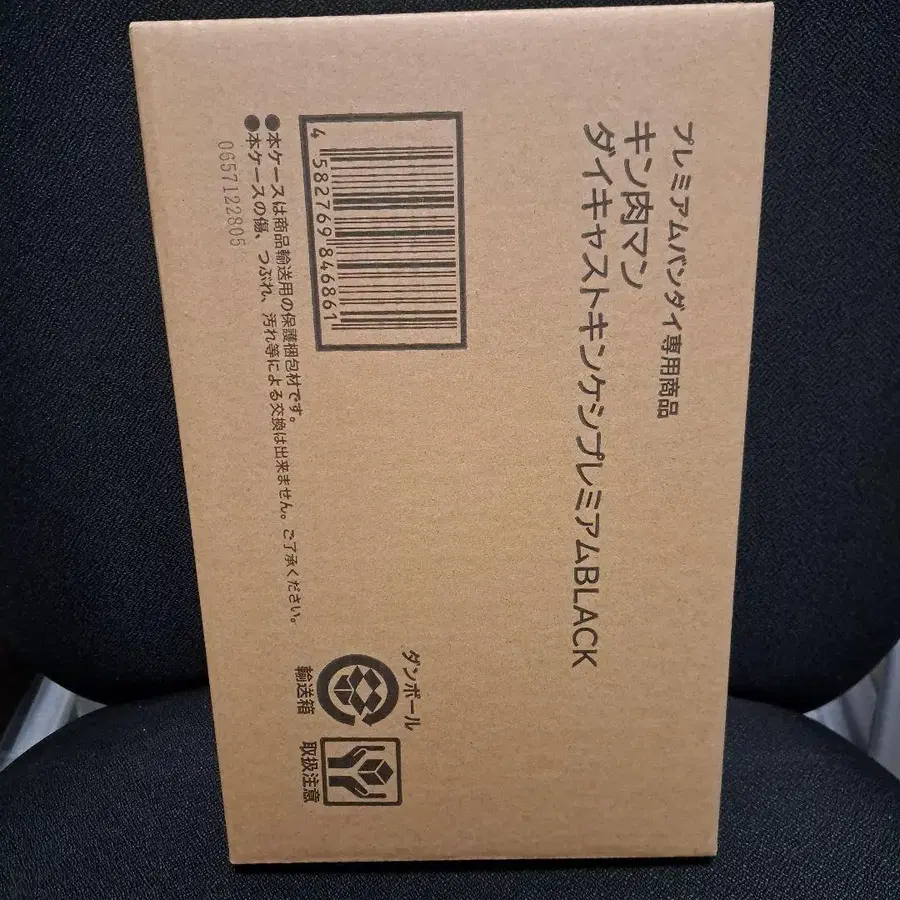 プレミアムバンダイ専用商品
キン肉マン
ダイキャストキンケシプレミアムBLACK
4 582769 846861
●本ケースは商品輸送用の保護梱包材です。
●本ケースの傷、つぶれ、汚れ等による交換は出来ません。ご了承ください。
0657122805
ダンボール
輸送箱
取扱注意